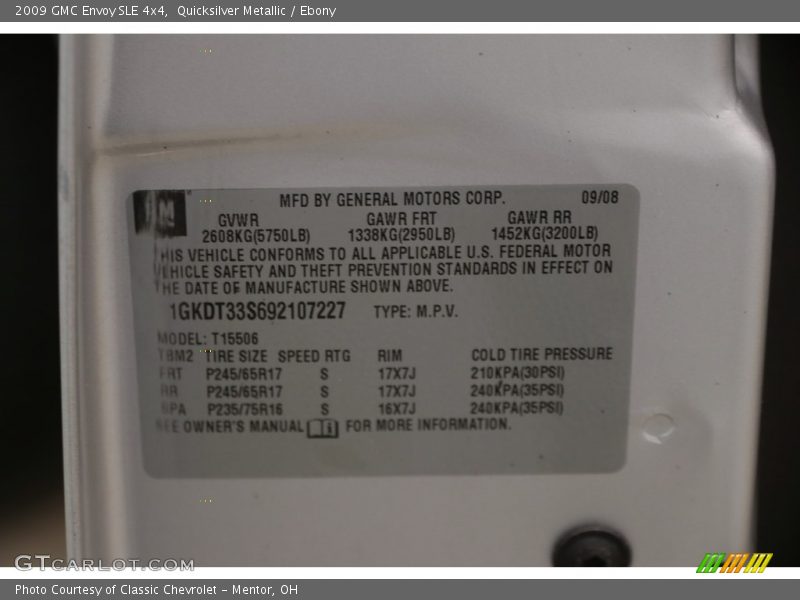 2009 GMC Envoy SLE 4x4, Quicksilver Metallic / Ebony
GM MFD BY GENERAL MOTORS CORP. 09/08
GVWR GAWR FRT GAWR RR
2608KG(5750LB) 1338KG(2950LB) 1452KG(3200LB)
HIS VEHICLE CONFORMS TO ALL APPLICABLE U.S. FEDERAL MOTOR
VEHICLE SAFETY AND THEFT PREVENTION STANDARDS IN EFFECT ON
THE DATE OF MANUFACTURE SHOWN ABOVE.
1GKDT33S692107227 TYPE: M.P.V.
MODEL: T15506
TBM2 TIRE SIZE SPEED RTG RIM COLD TIRE PRESSURE
FRT P245/65R17 S 17X7J 210KPA(30PSI)
RR P245/65R17 S 17X7J 240KPA(35PSI)
SPA P235/75R16 S 16X7J 240KPA(35PSI)
SEE OWNER'S MANUAL FOR MORE INFORMATION.
GTCarlot.com
Photo Courtesy of Classic Chevrolet - Mentor, OH